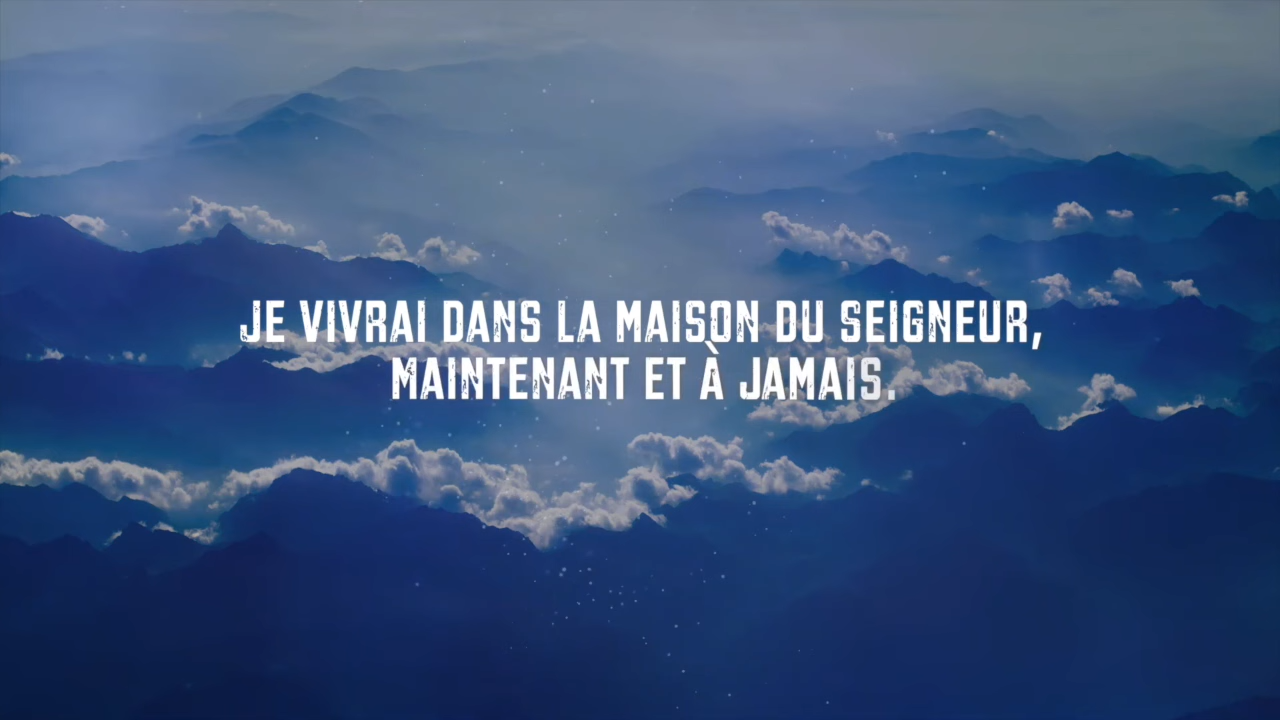 JE VIVRAI DANS LA MAISON DU SEIGNEUR,
MAINTENANT ET À JAMAIS.